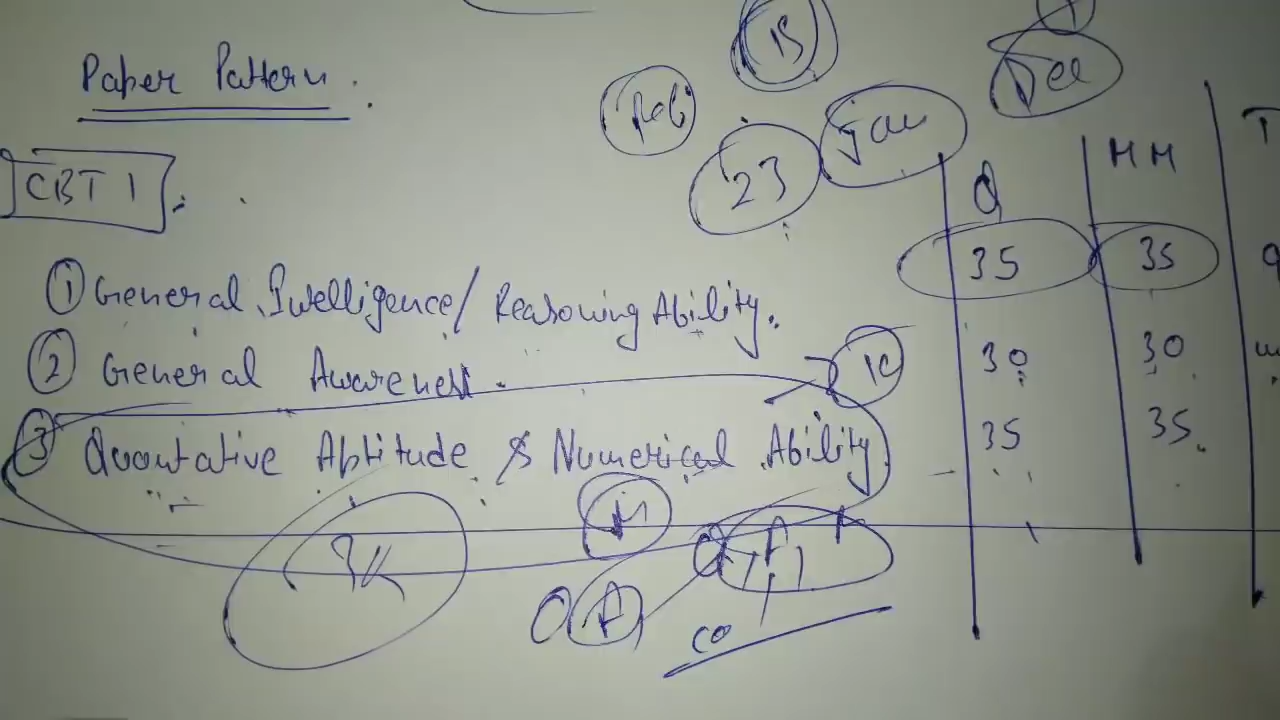 Paper Pattern.
15
Dec
Feb
Jan
23
CBT 1
Q MM T
① General Intelligence/Reasoning Ability. 35 35
② General Awareness. 30 30
③ Quantative Aptitude & Numerical Ability 35 35